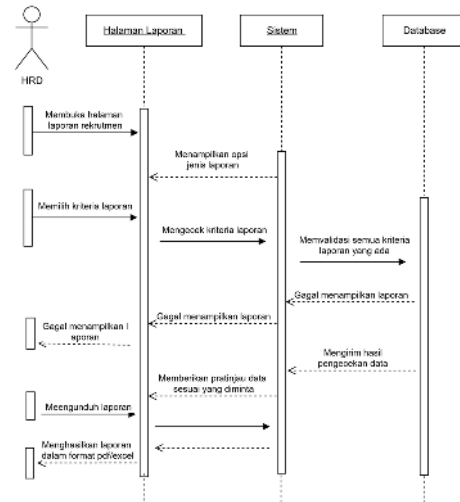 Halaman Laporan
Sistem
Database
HRD
Membuka halaman
laporan rekrutmen
Menampilkan opsi
jenis laporan
Memilih kriteria laporan
Mengecek kriteria laporan
Memvalidasi semua kriteria
laporan yang ada
Gagal menampilkan laporan
Gagal menampilkan laporan
Gagal menampilkan l
aporan
Mengirim hasil
pengecekan data
Memberikan pratinjau data
sesuai yang diminta
Meengunduh laporan
Menghasilkan laporan
dalam format pdf/excel